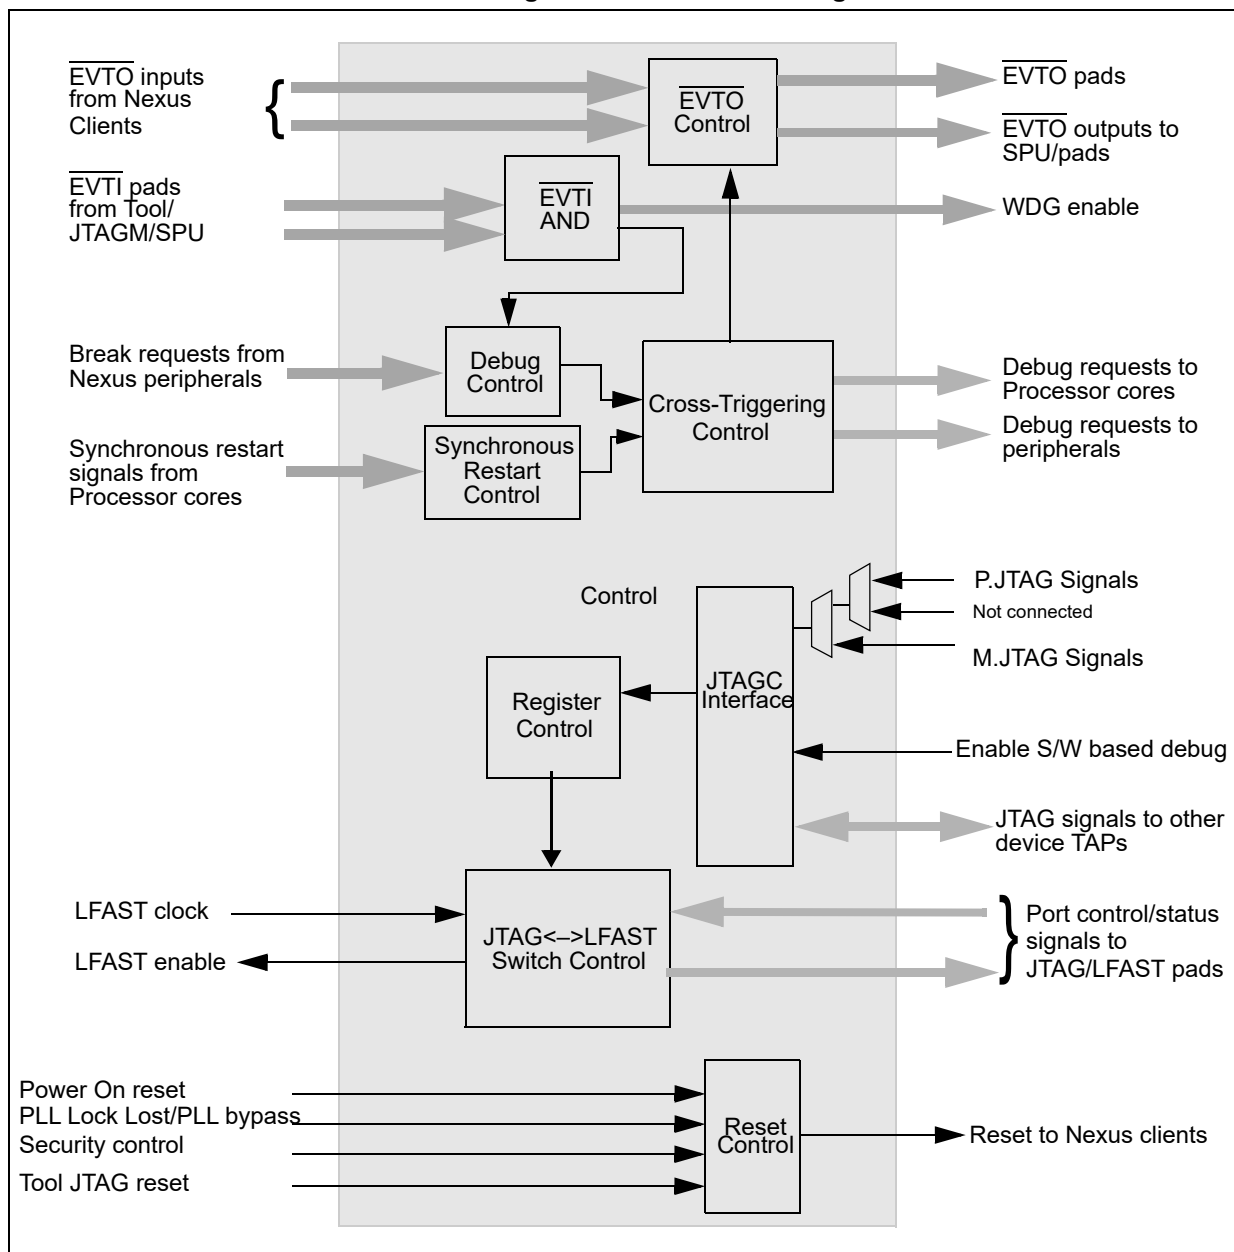 EVTO inputs
from Nexus
Clients
{
EVTO
Control
EVTO pads
EVTO outputs to
SPU/pads
EVTI pads
from Tool/
JTAGM/SPU
EVTI
AND
WDG enable
Break requests from
Nexus peripherals
Debug
Control
Cross-Triggering
Control
Debug requests to
Processor cores
Debug requests to
peripherals
Synchronous restart
signals from
Processor cores
Synchronous
Restart
Control
Control
P.JTAG Signals
Not connected
M.JTAG Signals
JTAGC
Interface
Register
Control
Enable S/W based debug
JTAG signals to other
device TAPs
LFAST clock
LFAST enable
JTAG<–>LFAST
Switch Control
}
Port control/status
signals to
JTAG/LFAST pads
Power On reset
PLL Lock Lost/PLL bypass
Security control
Tool JTAG reset
Reset
Control
Reset to Nexus clients